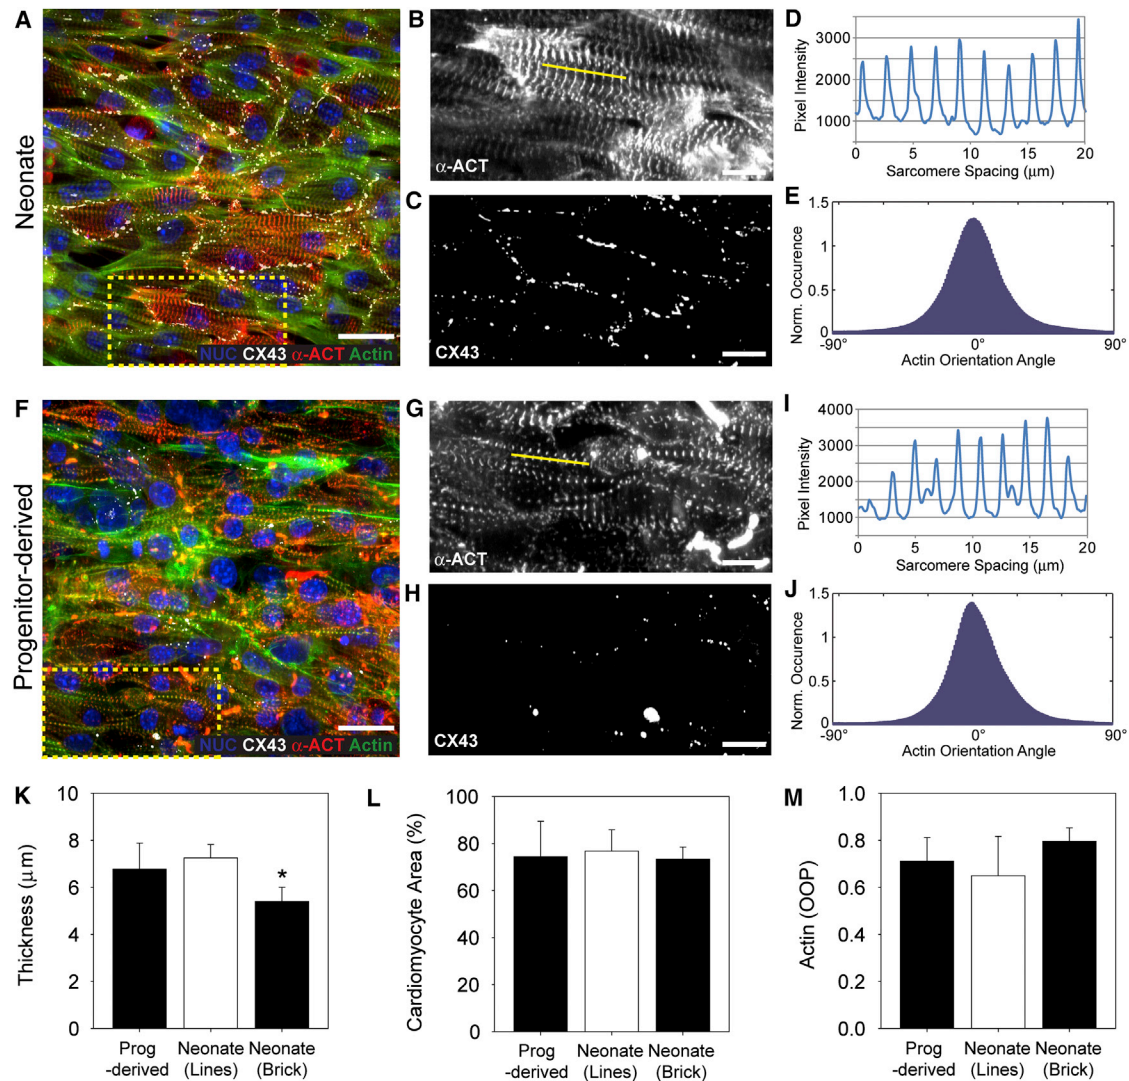 A
Neonate
NUC CX43 α-ACT Actin
B
α-ACT
C
CX43
D
Pixel Intensity
3000
2000
1000
0 5 10 15 20
Sarcomere Spacing (μm)
E
Norm. Occurence
1.5
1
0.5
0
-90° 0° 90°
Actin Orientation Angle
F
Progenitor-derived
NUC CX43 α-ACT Actin
G
α-ACT
H
CX43
I
Pixel Intensity
4000
3000
2000
1000
0 5 10 15 20
Sarcomere Spacing (μm)
J
Norm. Occurence
1.5
1
0.5
0
-90° 0° 90°
Actin Orientation Angle
K
Thickness (μm)
10
8
6
4
2
0
*
Prog Neonate Neonate
-derived (Lines) (Brick)
L
Cardiomyocyte Area (%)
100
80
60
40
20
0
Prog Neonate Neonate
-derived (Lines) (Brick)
M
Actin (OOP)
1.0
0.8
0.6
0.4
0.2
0.0
Prog Neonate Neonate
-derived (Lines) (Brick)